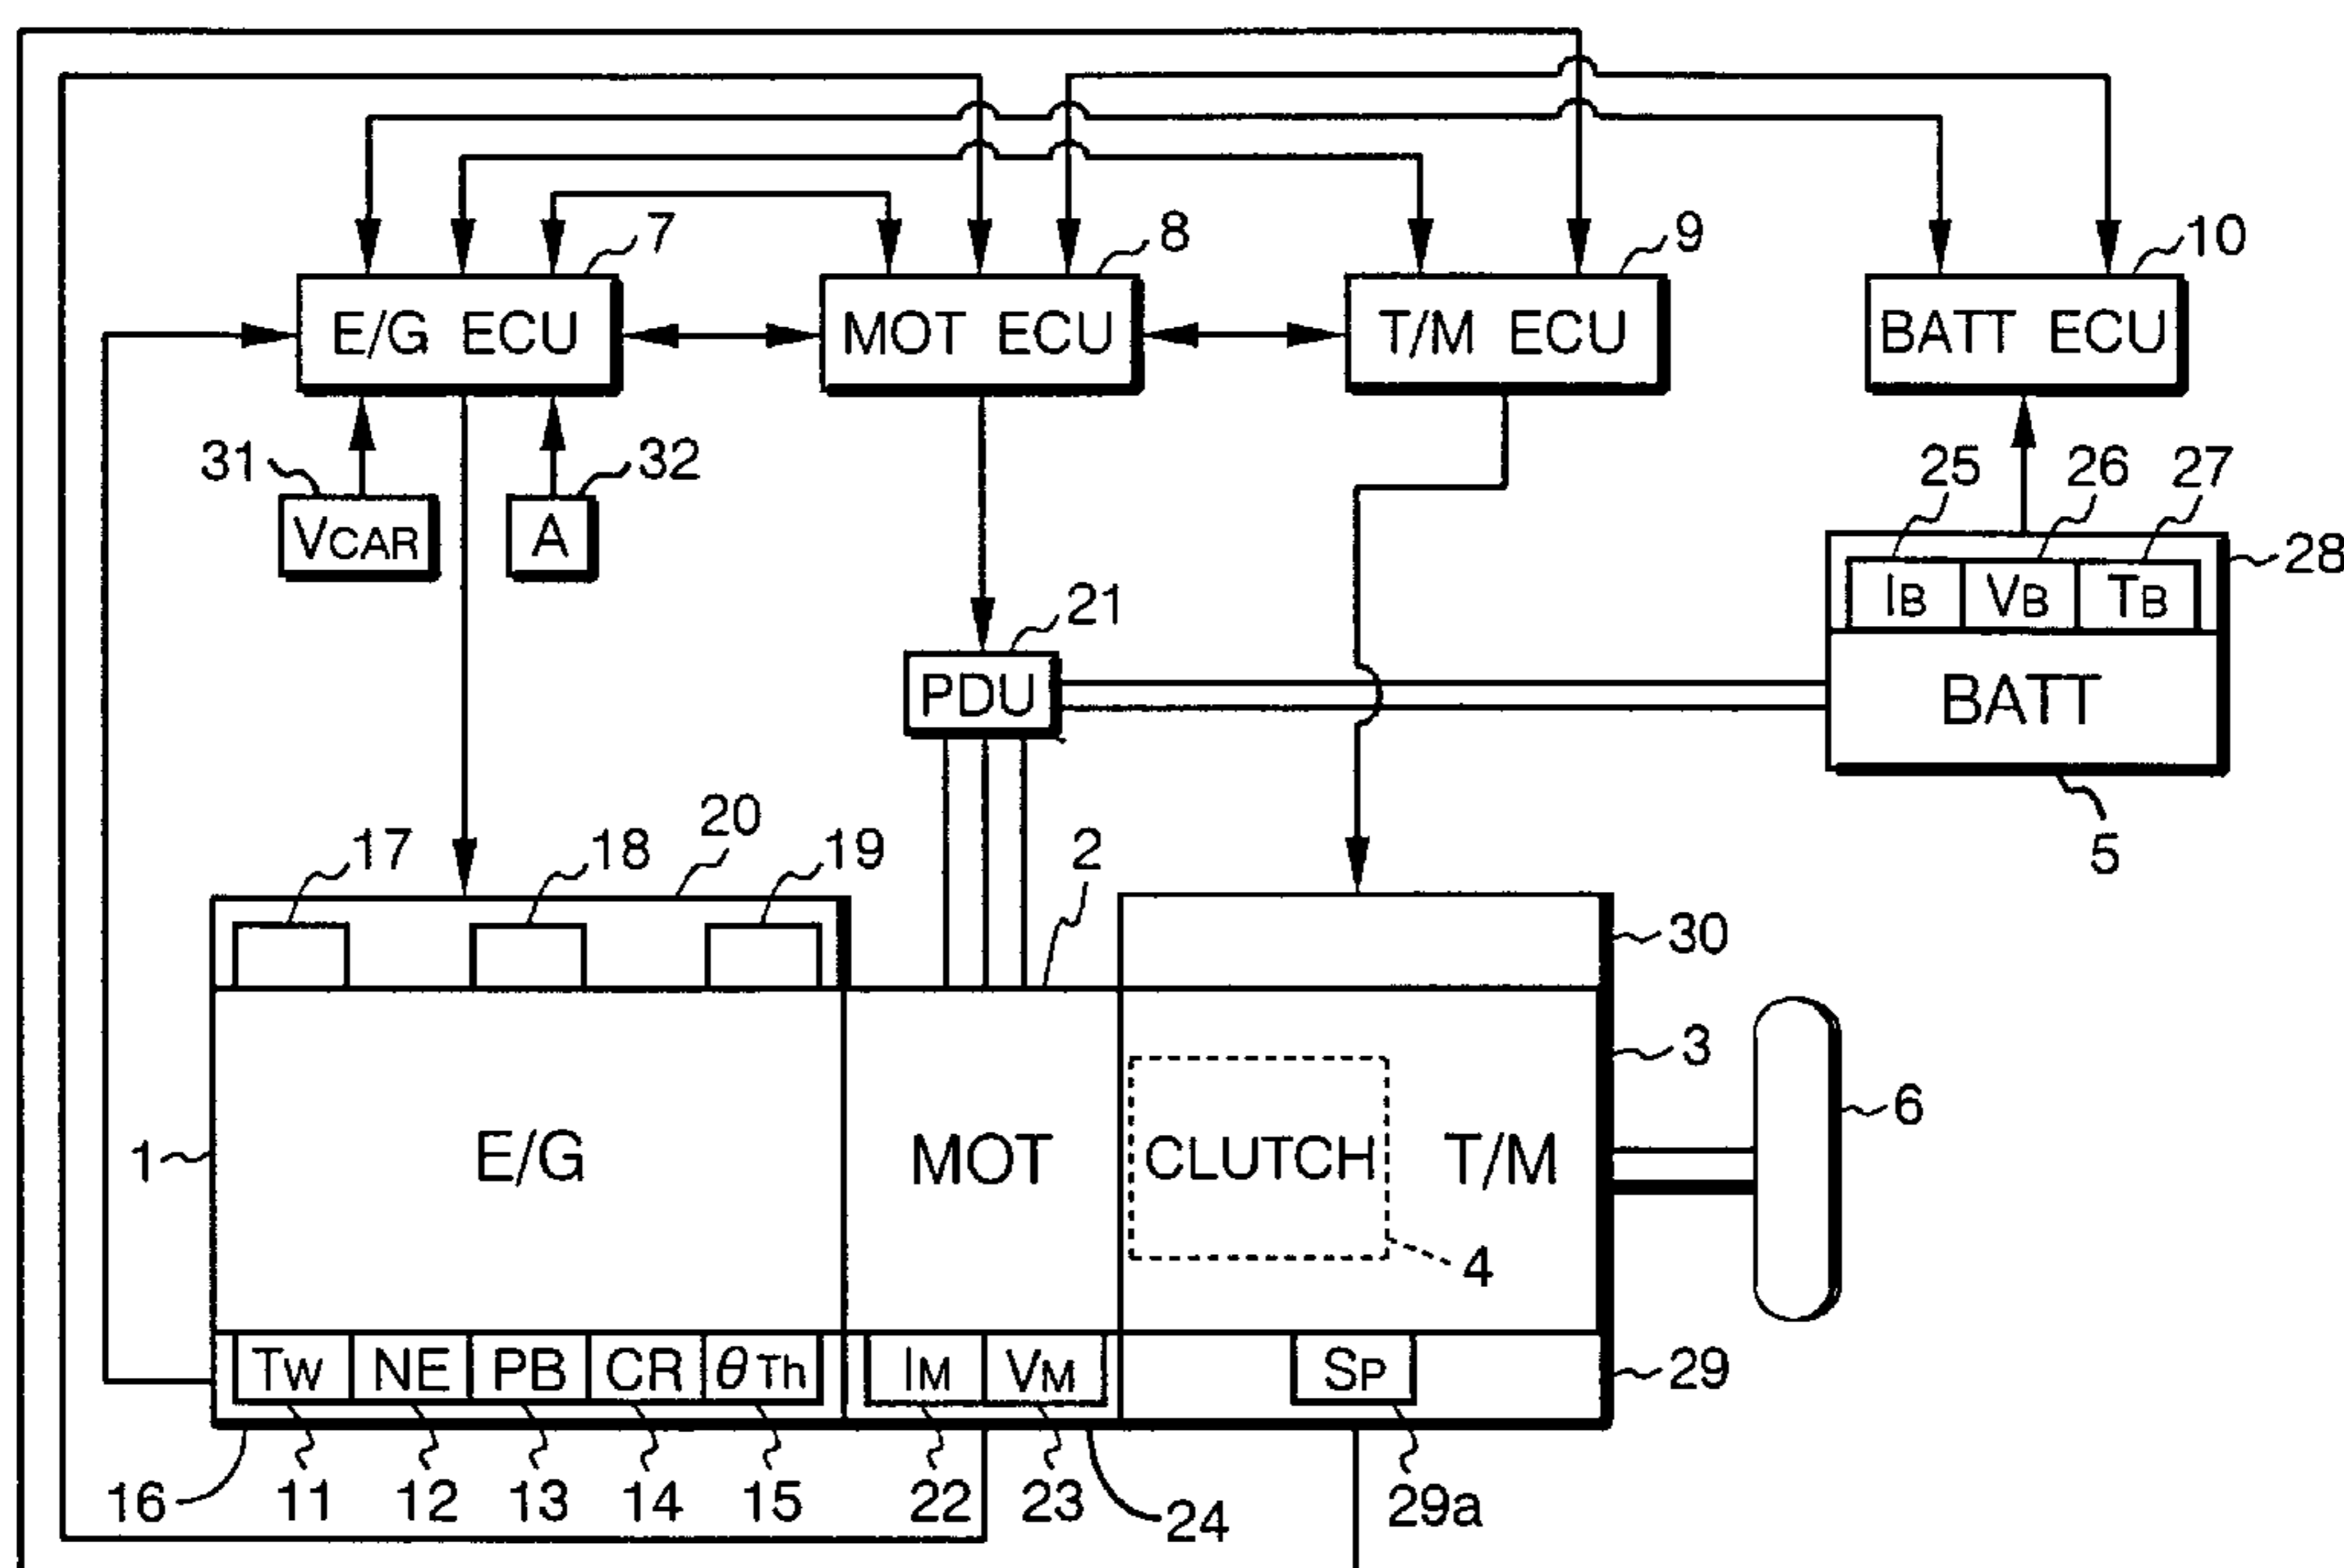 7
8
9
10
E/G ECU
MOT ECU
T/M ECU
BATT ECU
31
32
25
26
27
VCAR
A
28
IB
VB
TB
21
PDU
BATT
5
17
18
20
19
2
30
3
6
1
E/G
MOT
CLUTCH
T/M
4
TW
NE
PB
CR
θTh
IM
VM
SP
29
16
11
12
13
14
15
22
23
24
29a